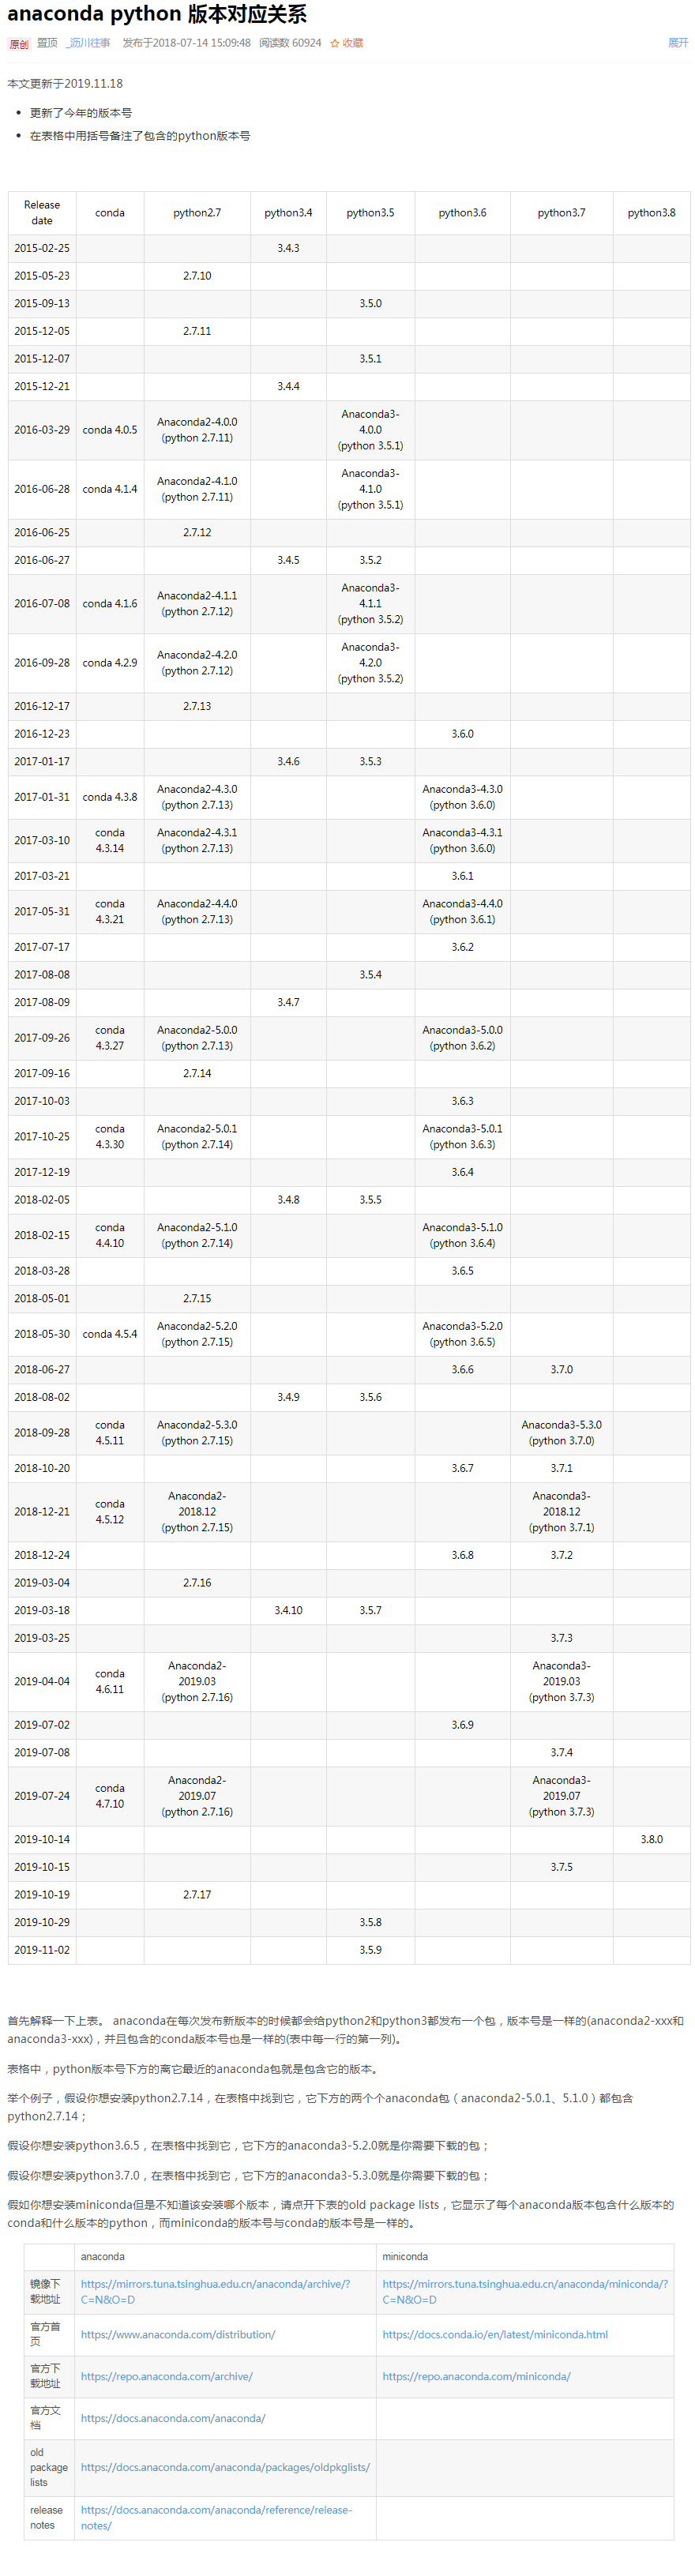 anaconda python 版本对应关系
原创 置顶 _沥川往事 发布于2018-07-14 15:09:48 阅读数 60924 ☆ 收藏 展开
本文更新于2019.11.18
• 更新了今年的版本号
• 在表格中用括号备注了包含的python版本号
Release date conda python2.7 python3.4 python3.5 python3.6 python3.7 python3.8
2015-02-25 3.4.3
2015-05-23 2.7.10
2015-09-13 3.5.0
2015-12-05 2.7.11
2015-12-07 3.5.1
2015-12-21 3.4.4
2016-03-29 conda 4.0.5 Anaconda2-4.0.0 (python 2.7.11) Anaconda3-4.0.0 (python 3.5.1)
2016-06-28 conda 4.1.4 Anaconda2-4.1.0 (python 2.7.11) Anaconda3-4.1.0 (python 3.5.1)
2016-06-25 2.7.12
2016-06-27 3.4.5 3.5.2
2016-07-08 conda 4.1.6 Anaconda2-4.1.1 (python 2.7.12) Anaconda3-4.1.1 (python 3.5.2)
2016-09-28 conda 4.2.9 Anaconda2-4.2.0 (python 2.7.12) Anaconda3-4.2.0 (python 3.5.2)
2016-12-17 2.7.13
2016-12-23 3.6.0
2017-01-17 3.4.6 3.5.3
2017-01-31 conda 4.3.8 Anaconda2-4.3.0 (python 2.7.13) Anaconda3-4.3.0 (python 3.6.0)
2017-03-10 conda 4.3.14 Anaconda2-4.3.1 (python 2.7.13) Anaconda3-4.3.1 (python 3.6.0)
2017-03-21 3.6.1
2017-05-31 conda 4.3.21 Anaconda2-4.4.0 (python 2.7.13) Anaconda3-4.4.0 (python 3.6.1)
2017-07-17 3.6.2
2017-08-08 3.5.4
2017-08-09 3.4.7
2017-09-26 conda 4.3.27 Anaconda2-5.0.0 (python 2.7.13) Anaconda3-5.0.0 (python 3.6.2)
2017-09-16 2.7.14
2017-10-03 3.6.3
2017-10-25 conda 4.3.30 Anaconda2-5.0.1 (python 2.7.14) Anaconda3-5.0.1 (python 3.6.3)
2017-12-19 3.6.4
2018-02-05 3.4.8 3.5.5
2018-02-15 conda 4.4.10 Anaconda2-5.1.0 (python 2.7.14) Anaconda3-5.1.0 (python 3.6.4)
2018-03-28 3.6.5
2018-05-01 2.7.15
2018-05-30 conda 4.5.4 Anaconda2-5.2.0 (python 2.7.15) Anaconda3-5.2.0 (python 3.6.5)
2018-06-27 3.6.6 3.7.0
2018-08-02 3.4.9 3.5.6
2018-09-28 conda 4.5.11 Anaconda2-5.3.0 (python 2.7.15) Anaconda3-5.3.0 (python 3.7.0)
2018-10-20 3.6.7 3.7.1
2018-12-21 conda 4.5.12 Anaconda2-2018.12 (python 2.7.15) Anaconda3-2018.12 (python 3.7.1)
2018-12-24 3.6.8 3.7.2
2019-03-04 2.7.16
2019-03-18 3.4.10 3.5.7
2019-03-25 3.7.3
2019-04-04 conda 4.6.11 Anaconda2-2019.03 (python 2.7.16) Anaconda3-2019.03 (python 3.7.3)
2019-07-02 3.6.9
2019-07-08 3.7.4
2019-07-24 conda 4.7.10 Anaconda2-2019.07 (python 2.7.16) Anaconda3-2019.07 (python 3.7.3)
2019-10-14 3.8.0
2019-10-15 3.7.5
2019-10-19 2.7.17
2019-10-29 3.5.8
2019-11-02 3.5.9
首先解释一下上表。 anaconda在每次发布新版本的时候都会给python2和python3都发布一个包，版本号是一样的(anaconda2-xxx和
anaconda3-xxx)，并且包含的conda版本号也是一样的(表中每一行的第一列)。
表格中，python版本号下方的离它最近的anaconda包就是包含它的版本。
举个例子，假设你想安装python2.7.14，在表格中找到它，它下方的两个个anaconda包（anaconda2-5.0.1、5.1.0）都包含
python2.7.14；
假设你想安装python3.6.5，在表格中找到它，它下方的anaconda3-5.2.0就是你需要下载的包；
假设你想安装python3.7.0，在表格中找到它，它下方的anaconda3-5.3.0就是你需要下载的包；
假如你想安装miniconda但是不知道该安装哪个版本，请点开下表的old package lists，它显示了每个anaconda版本包含什么版本的
conda和什么版本的python，而miniconda的版本号与conda的版本号是一样的。
anaconda miniconda
镜像下载地址 https://mirrors.tuna.tsinghua.edu.cn/anaconda/archive/?C=N&O=D https://mirrors.tuna.tsinghua.edu.cn/anaconda/miniconda/?C=N&O=D
官方首页 https://www.anaconda.com/distribution/ https://docs.conda.io/en/latest/miniconda.html
官方下载地址 https://repo.anaconda.com/archive/ https://repo.anaconda.com/miniconda/
官方文档 https://docs.anaconda.com/anaconda/
old package lists https://docs.anaconda.com/anaconda/packages/oldpkglists/
release notes https://docs.anaconda.com/anaconda/reference/release-notes/